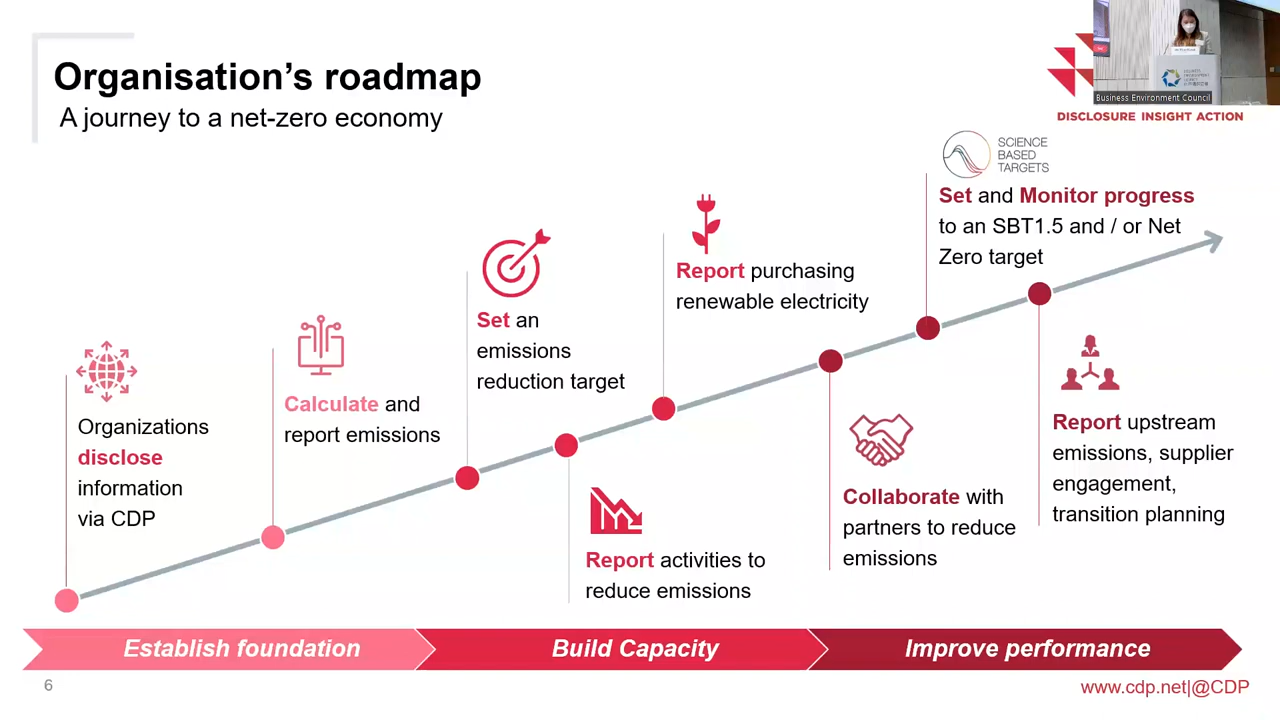 Organisation's roadmap
A journey to a net-zero economy
Business Environment Council
DISCLOSURE INSIGHT ACTION
SCIENCE
BASED
TARGETS
Set and Monitor progress
to an SBT1.5 and / or Net
Zero target
Report purchasing
renewable electricity
Set an
emissions
reduction target
Calculate and
report emissions
Organizations
disclose
information
via CDP
Report activities to
reduce emissions
Collaborate with
partners to reduce
emissions
Report upstream
emissions, supplier
engagement,
transition planning
Establish foundation
Build Capacity
Improve performance
6
www.cdp.net|@CDP